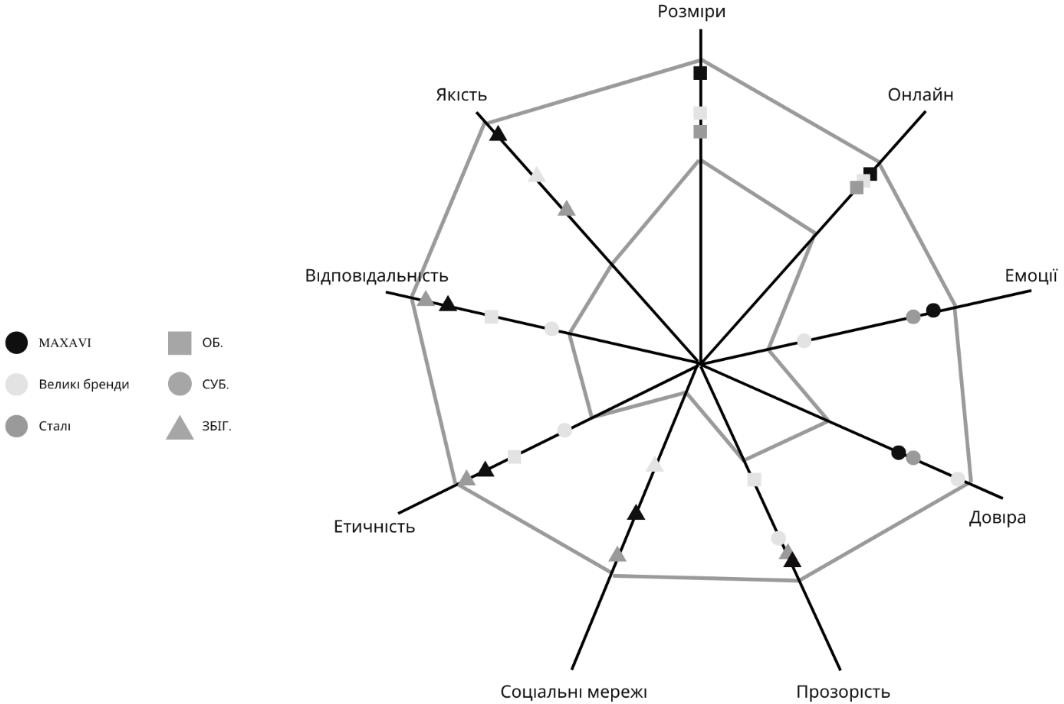 Розміри
Якість
Онлайн
Відповідальність
Емоції
MAXAVI
ОБ.
Великі бренди
СУБ.
Сталі
ЗБІГ.
Етичність
Довіра
Соціальні мережі
Прозорість